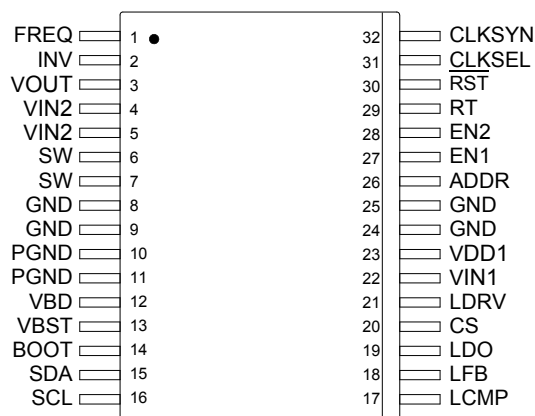 FREQ 1 32 CLKSYN
INV 2 31 CLKSEL
VOUT 3 30 RST
VIN2 4 29 RT
VIN2 5 28 EN2
SW 6 27 EN1
SW 7 26 ADDR
GND 8 25 GND
GND 9 24 GND
PGND 10 23 VDD1
PGND 11 22 VIN1
VBD 12 21 LDRV
VBST 13 20 CS
BOOT 14 19 LDO
SDA 15 18 LFB
SCL 16 17 LCMP